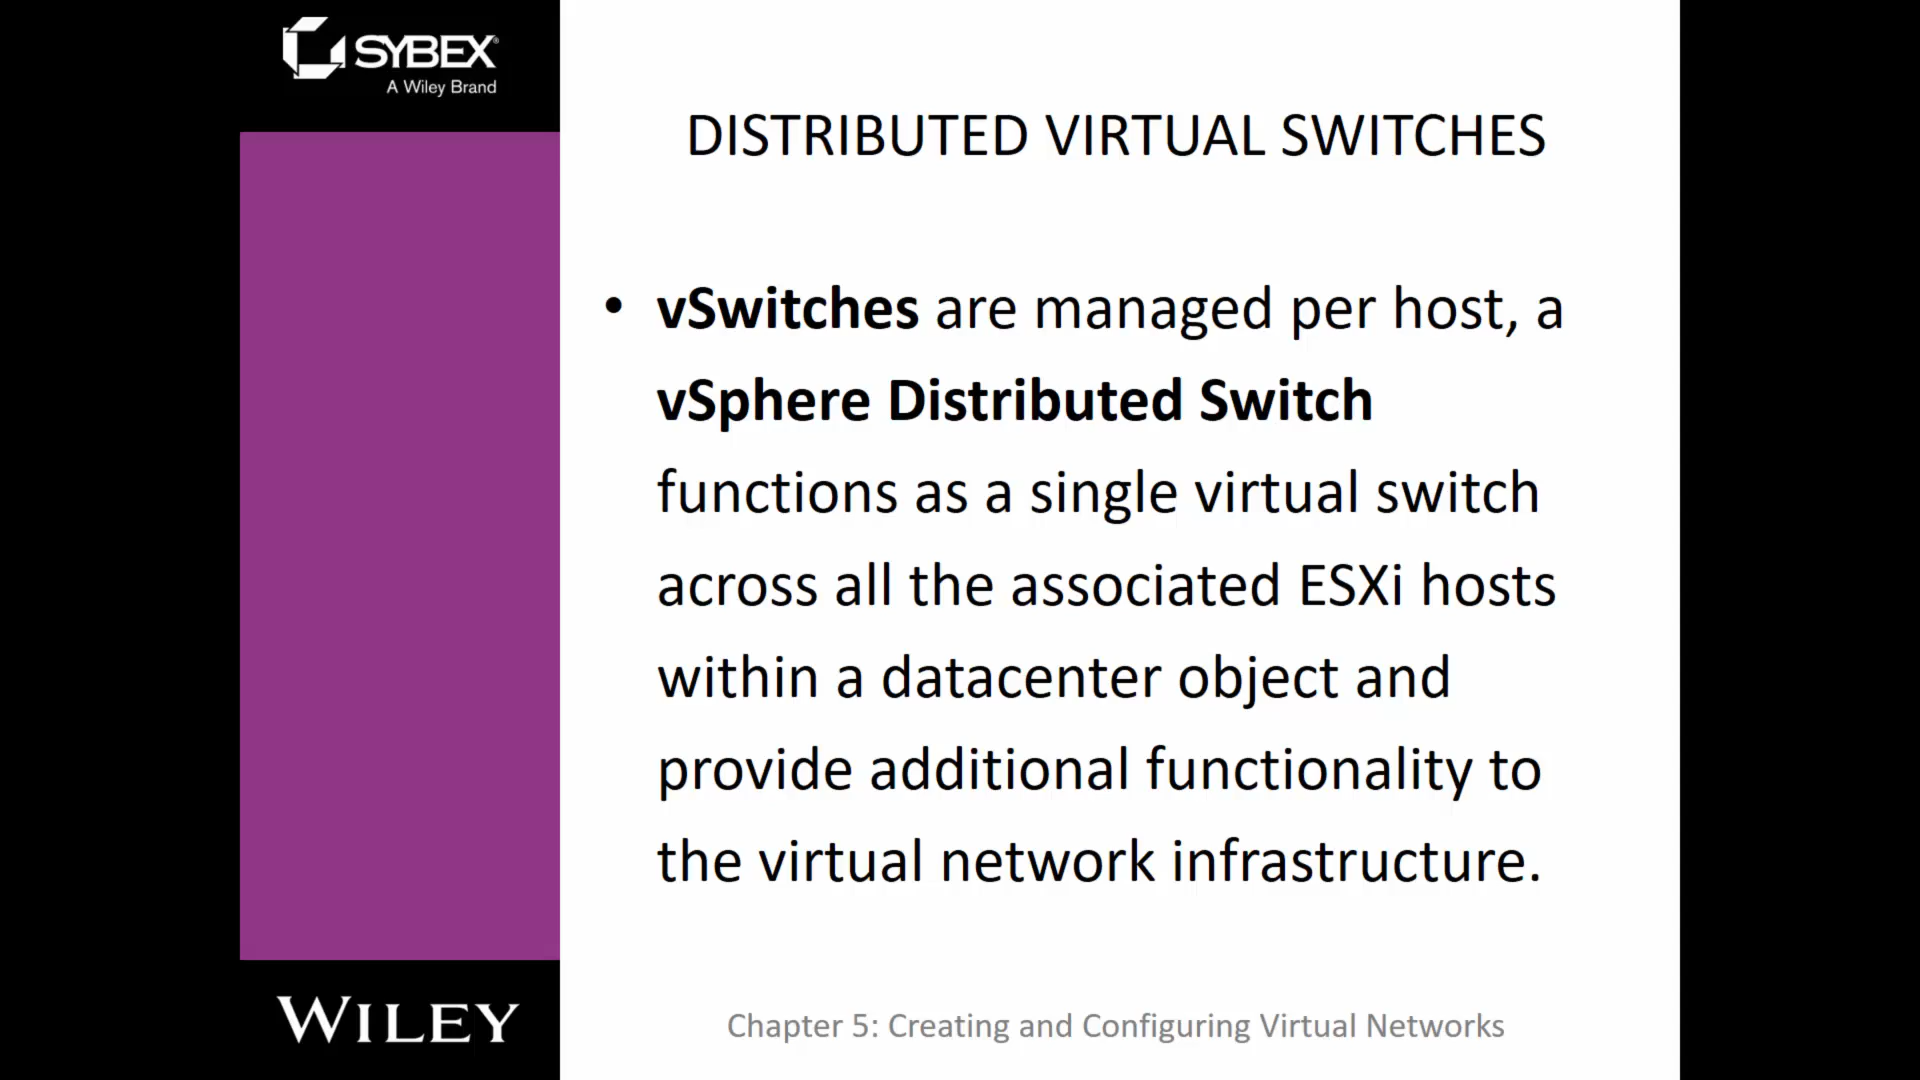 SYBEX®
A Wiley Brand
DISTRIBUTED VIRTUAL SWITCHES
• vSwitches are managed per host, a
vSphere Distributed Switch
functions as a single virtual switch
across all the associated ESXi hosts
within a datacenter object and
provide additional functionality to
the virtual network infrastructure.
WILEY
Chapter 5: Creating and Configuring Virtual Networks